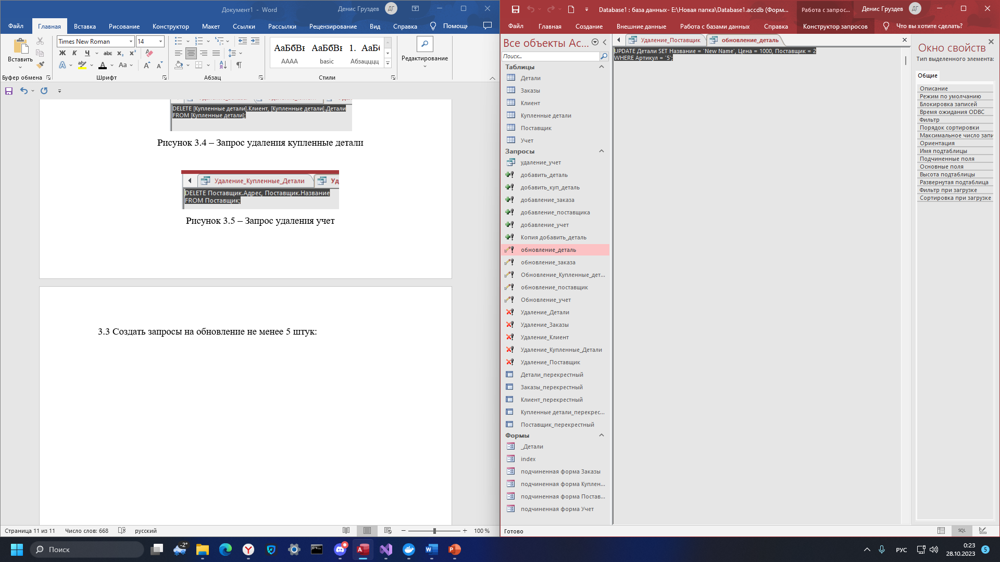 Документ1 - Word
Денис Груздев
ДГ
Файл
Главная
Вставка
Рисование
Конструктор
Макет
Ссылки
Рассылки
Рецензирование
Вид
Справка
Помощн
Вставить
Times New Roman
14
Ж К Ч abc x₂ x²
Aa
АаБбВв
АаБбВв
1. АаБб
АААА
basic
Абзацццц
Редактирование
Буфер обмена
Шрифт
Абзац
Стили
DELETE [Купленные детали].Клиент, [Купленные детали].Детали
FROM [Купленные детали];
Рисунок 3.4 – Запрос удаления купленные детали
Удаление_Купленные_Детали
Уд
DELETE Поставщик.Адрес, Поставщик.Название
FROM Поставщик;
Рисунок 3.5 – Запрос удаления учет
3.3 Создать запросы на обновление не менее 5 штук:
Страница 11 из 11
Число слов: 668
русский
100 %
Database1 : база данных- E:\Новая папка\Database1.accdb (Форм...
Работа с запрос...
Денис Груздев
ДГ
Файл
Главная
Создание
Внешние данные
Работа с базами данных
Справка
Конструктор запросов
Что вы хотите сделать?
Все объекты Ac...
Поиск...
Таблицы
Детали
Заказы
Клиент
Купленные детали
Поставщик
Учет
Запросы
удаление_учет
добавить_деталь
добавить_куп_деталь
добавление_заказа
добавление_поставщика
добавление_учет
Копия добавить_деталь
обновление_деталь
обновление_заказа
Обновление_Купленные_дет...
обновление_поставщик
Обновление_учет
Удаление_Детали
Удаление_Заказы
Удаление_Клиент
Удаление_Купленные_Детали
Удаление_Поставщик
Детали_перекрестный
Заказы_перекрестный
Клиент_перекрестный
Купленные детали_перекрес...
Поставщик_перекрестный
Формы
_Детали
index
подчиненная форма Заказы
подчиненная форма Куплен...
подчиненная форма Постав...
подчиненная форма Учет
Удаление_Поставщик
обновление_деталь
UPDATE Детали SET Название = 'New Name', Цена = 1000, Поставщик = 2
WHERE Артикул = '5';
Окно свойств
Тип выделенного элемента:
Общие
Описание
Режим по умолчанию
Блокировка записей
Время ожидания ODBC
Фильтр
Порядок сортировки
Максимальное число запи
Ориентация
Имя подтаблицы
Подчиненные поля
Основные поля
Высота подтаблицы
Развернутая подтаблица
Фильтр при загрузке
Сортировка при загрузке
Готово
SQL
Поиск
-2°
РУС
0:23
28.10.2023
5